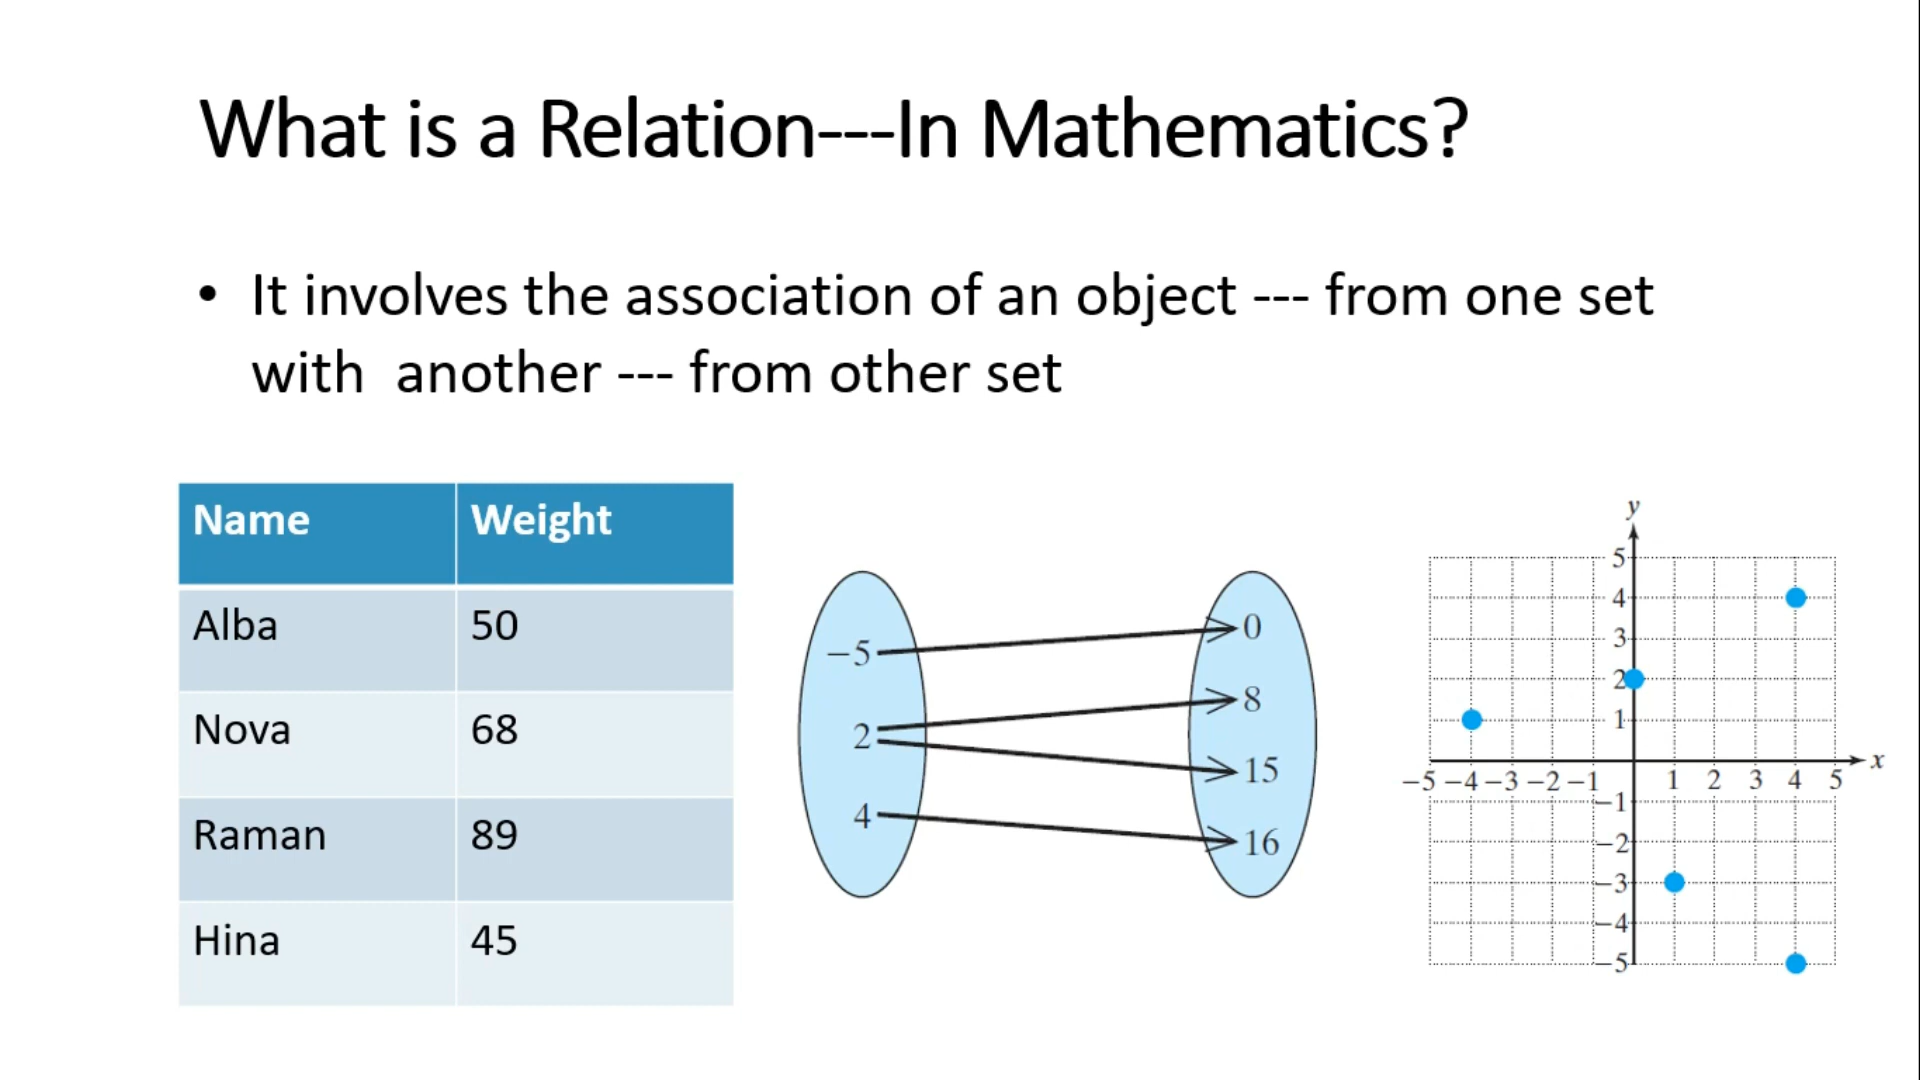 What is a Relation---In Mathematics?
• It involves the association of an object --- from one set
with another --- from other set
Name Weight
Alba 50
Nova 68
Raman 89
Hina 45
−5
2
4
0
8
15
16
y
5
4
3
2
1
−5 −4 −3 −2 −1 1 2 3 4 5 x
−1
−2
−3
−4
−5